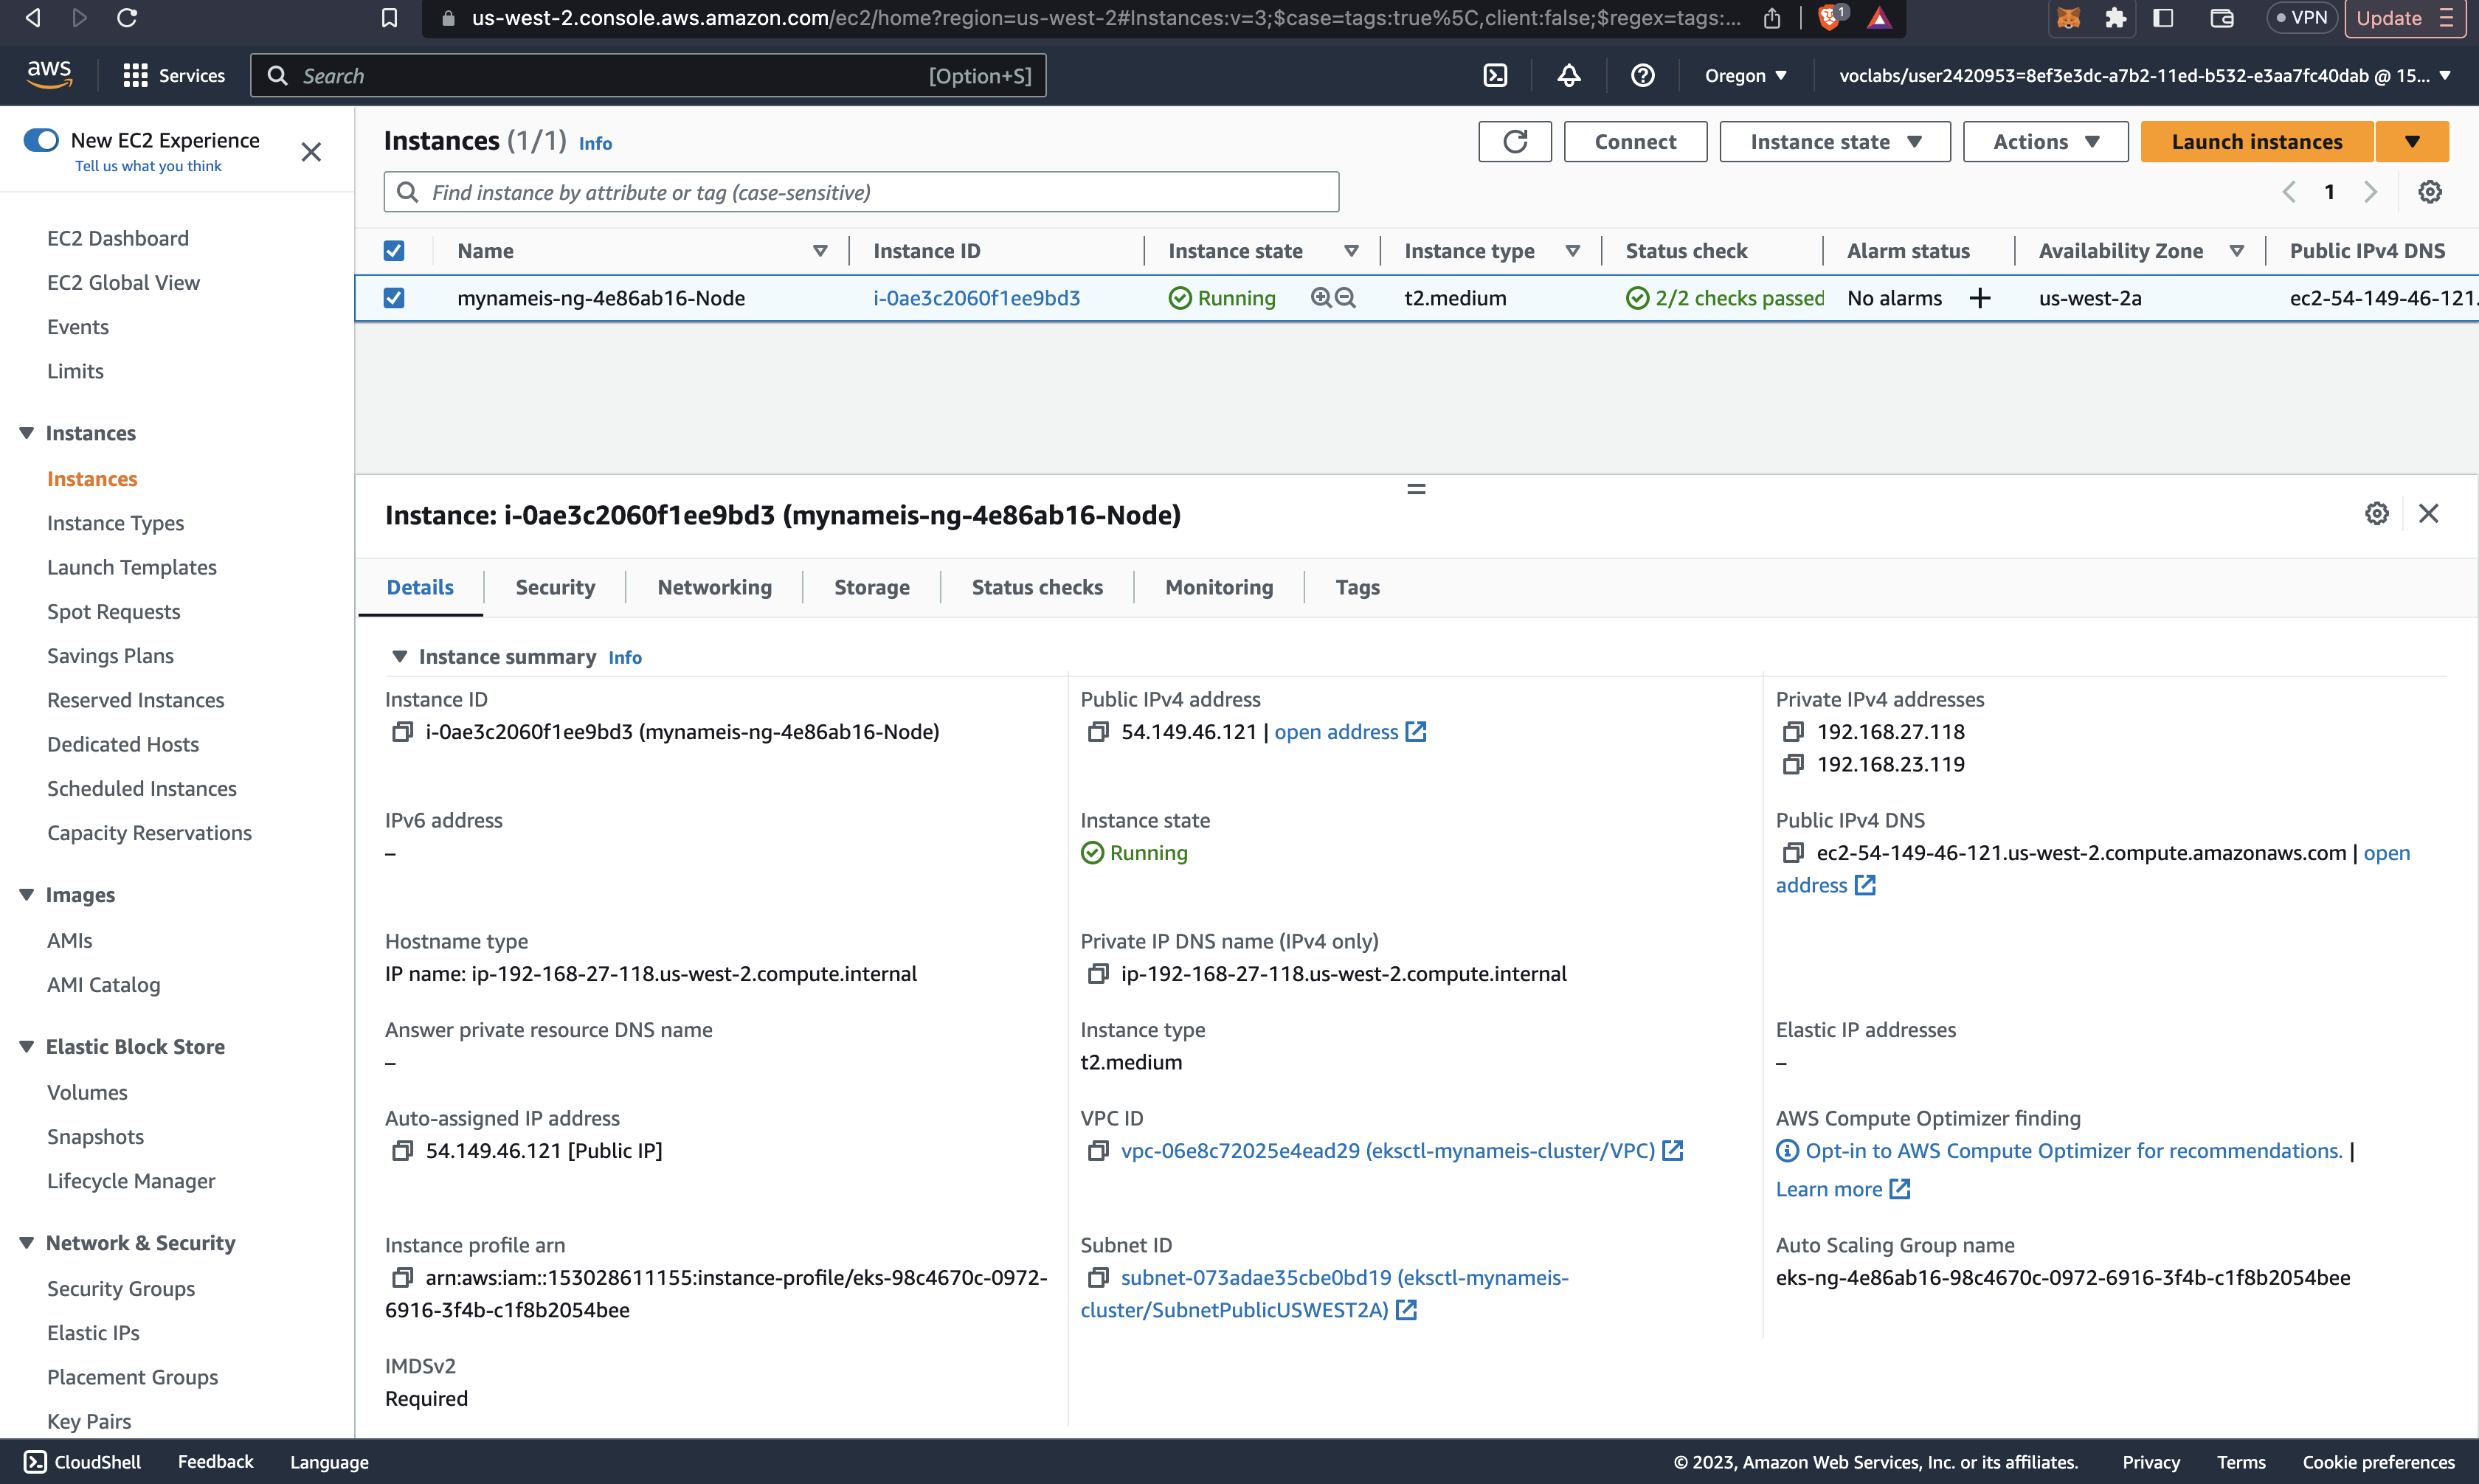 us-west-2.console.aws.amazon.com/ec2/home?region=us-west-2#Instances:v=3;$case=tags:true%5C,client:false;$regex=tags:...
1
VPN
Update
aws
Services
Search
[Option+S]
Oregon
voclabs/user2420953=8ef3e3dc-a7b2-11ed-b532-e3aa7fc40dab @ 15...
New EC2 Experience
Tell us what you think
EC2 Dashboard
EC2 Global View
Events
Limits
Instances
Instances
Instance Types
Launch Templates
Spot Requests
Savings Plans
Reserved Instances
Dedicated Hosts
Scheduled Instances
Capacity Reservations
Images
AMIs
AMI Catalog
Elastic Block Store
Volumes
Snapshots
Lifecycle Manager
Network & Security
Security Groups
Elastic IPs
Placement Groups
Key Pairs
Instances (1/1) Info
Connect
Instance state
Actions
Launch instances
Find instance by attribute or tag (case-sensitive)
1
Name Instance ID Instance state Instance type Status check Alarm status Availability Zone Public IPv4 DNS
mynameis-ng-4e86ab16-Node i-0ae3c2060f1ee9bd3 Running t2.medium 2/2 checks passed No alarms us-west-2a ec2-54-149-46-121.
Instance: i-0ae3c2060f1ee9bd3 (mynameis-ng-4e86ab16-Node)
Details Security Networking Storage Status checks Monitoring Tags
Instance summary Info
Instance ID
i-0ae3c2060f1ee9bd3 (mynameis-ng-4e86ab16-Node)
Public IPv4 address
54.149.46.121 | open address
Private IPv4 addresses
192.168.27.118
192.168.23.119
IPv6 address
–
Instance state
Running
Public IPv4 DNS
ec2-54-149-46-121.us-west-2.compute.amazonaws.com | open
address
Hostname type
IP name: ip-192-168-27-118.us-west-2.compute.internal
Private IP DNS name (IPv4 only)
ip-192-168-27-118.us-west-2.compute.internal
Answer private resource DNS name
–
Instance type
t2.medium
Elastic IP addresses
–
Auto-assigned IP address
54.149.46.121 [Public IP]
VPC ID
vpc-06e8c72025e4ead29 (eksctl-mynameis-cluster/VPC)
AWS Compute Optimizer finding
Opt-in to AWS Compute Optimizer for recommendations. |
Learn more
Instance profile arn
arn:aws:iam::153028611155:instance-profile/eks-98c4670c-0972-
6916-3f4b-c1f8b2054bee
Subnet ID
subnet-073adae35cbe0bd19 (eksctl-mynameis-
cluster/SubnetPublicUSWEST2A)
Auto Scaling Group name
eks-ng-4e86ab16-98c4670c-0972-6916-3f4b-c1f8b2054bee
IMDSv2
Required
CloudShell
Feedback
Language
© 2023, Amazon Web Services, Inc. or its affiliates.
Privacy
Terms
Cookie preferences